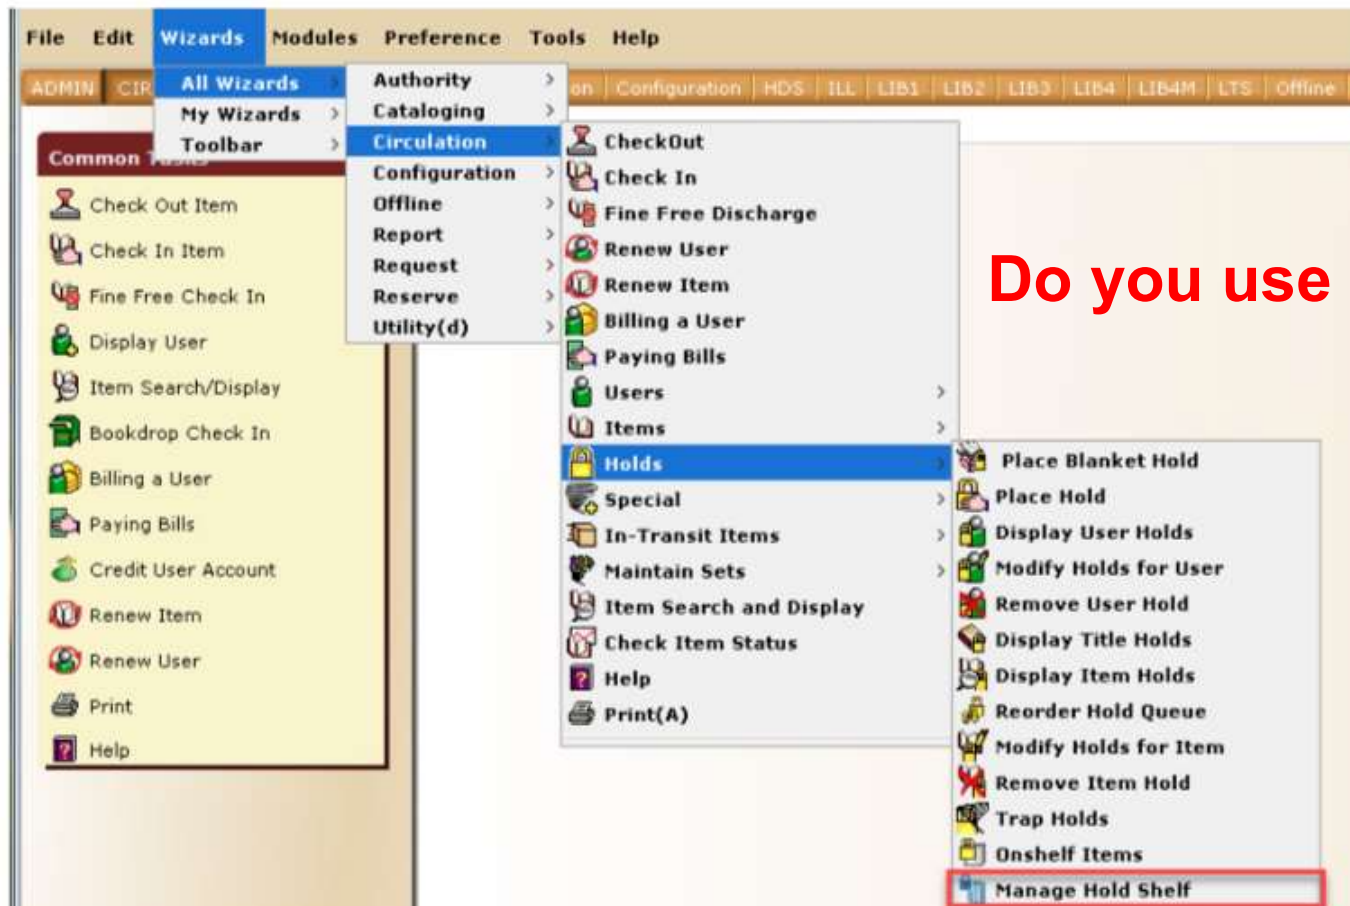 File Edit Wizards Modules Preference Tools Help
ADMIN CIR on Configuration HDS ILL LIB1 LIB2 LIB3 LIB4 LIB4M LTS Offline
All Wizards
My Wizards
Toolbar
Authority
Cataloging
Circulation
Configuration
Offline
Report
Request
Reserve
Utility(d)
Common Tasks
Check Out Item
Check In Item
Fine Free Check In
Display User
Item Search/Display
Bookdrop Check In
Billing a User
Paying Bills
Credit User Account
Renew Item
Renew User
Print
Help
CheckOut
Check In
Fine Free Discharge
Renew User
Renew Item
Billing a User
Paying Bills
Users
Items
Holds
Special
In-Transit Items
Maintain Sets
Item Search and Display
Check Item Status
Help
Print(A)
Do you use
Place Blanket Hold
Place Hold
Display User Holds
Modify Holds for User
Remove User Hold
Display Title Holds
Display Item Holds
Reorder Hold Queue
Modify Holds for Item
Remove Item Hold
Trap Holds
Onshelf Items
Manage Hold Shelf